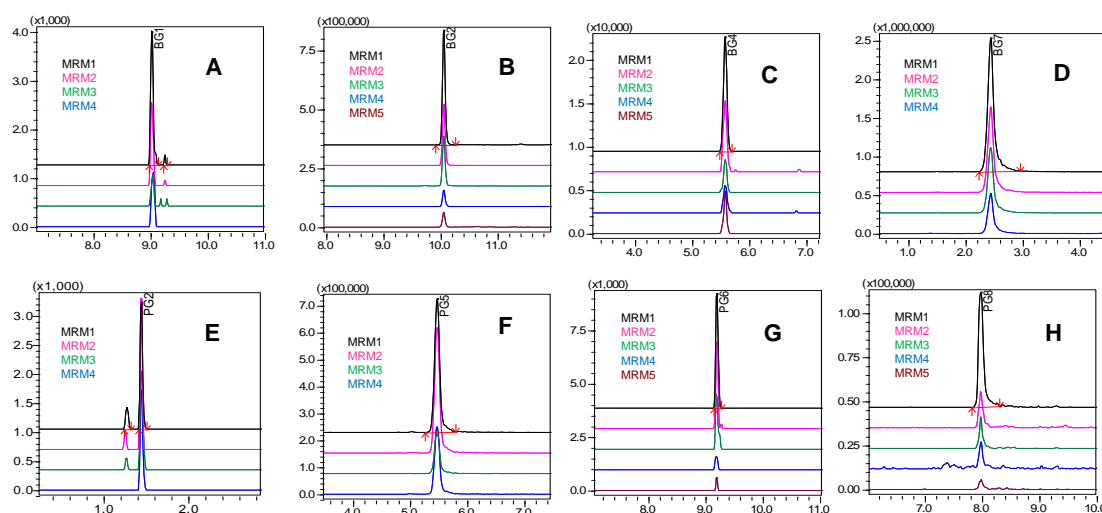 (x1,000)
BG1
A
MRM1
MRM2
MRM3
MRM4
4.0
3.0
2.0
1.0
0.0
8.0 9.0 10.0 11.0
(x100,000)
BG2
B
MRM1
MRM2
MRM3
MRM4
MRM5
7.5
5.0
2.5
0.0
8.0 9.0 10.0 11.0
(x10,000)
BG4
C
MRM1
MRM2
MRM3
MRM4
MRM5
2.0
1.5
1.0
0.5
0.0
4.0 5.0 6.0 7.0
(x1,000,000)
BG7
D
MRM1
MRM2
MRM3
MRM4
2.5
2.0
1.5
1.0
0.5
0.0
1.0 2.0 3.0 4.0
(x1,000)
PG2
E
MRM1
MRM2
MRM3
MRM4
3.0
2.5
2.0
1.5
1.0
0.5
0.0
1.0 2.0
(x100,000)
PG5
F
MRM1
MRM2
MRM3
MRM4
7.0
6.0
5.0
4.0
3.0
2.0
1.0
0.0
4.0 5.0 6.0 7.0
(x1,000)
PG6
G
MRM1
MRM2
MRM3
MRM4
MRM5
7.5
5.0
2.5
0.0
8.0 9.0 10.0 11.0
(x100,000)
PG8
H
MRM1
MRM2
MRM3
MRM4
MRM5
1.00
0.75
0.50
0.25
0.00
6.0 7.0 8.0 9.0 10.0